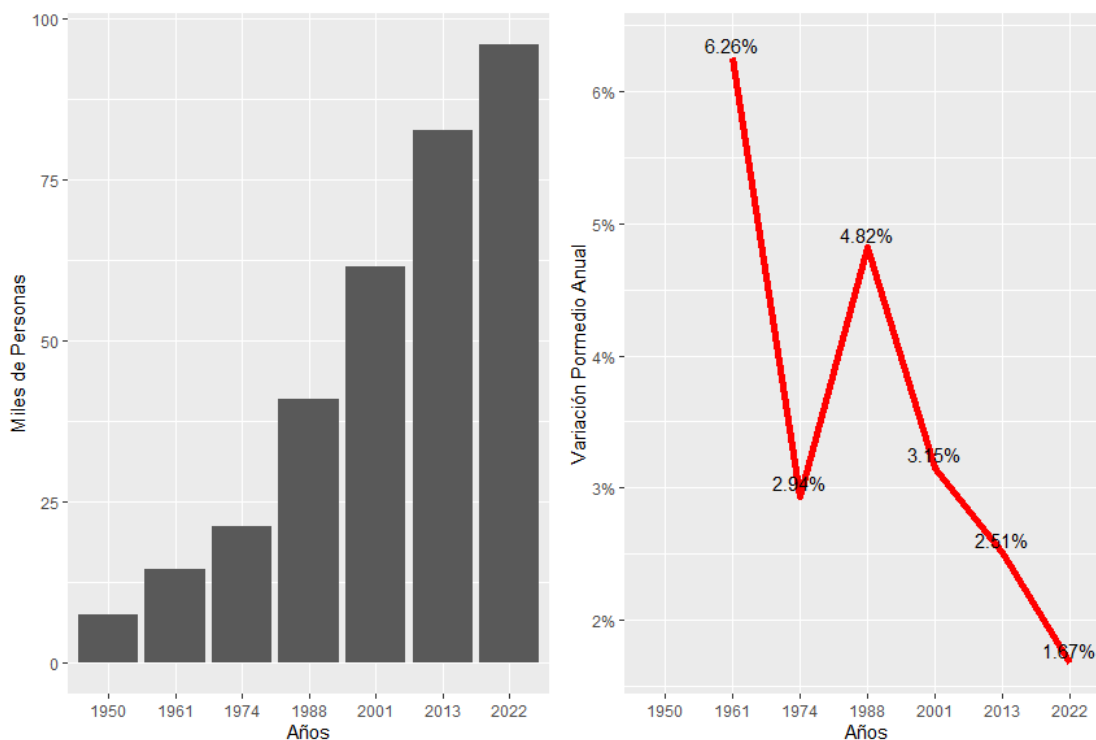 Miles de Personas
100
75
50
25
0
1950 1961 1974 1988 2001 2013 2022
Años
Variación Pormedio Anual
6%
5%
4%
3%
2%
6.26%
2.94%
4.82%
3.15%
2.51%
1.67%
1950 1961 1974 1988 2001 2013 2022
Años